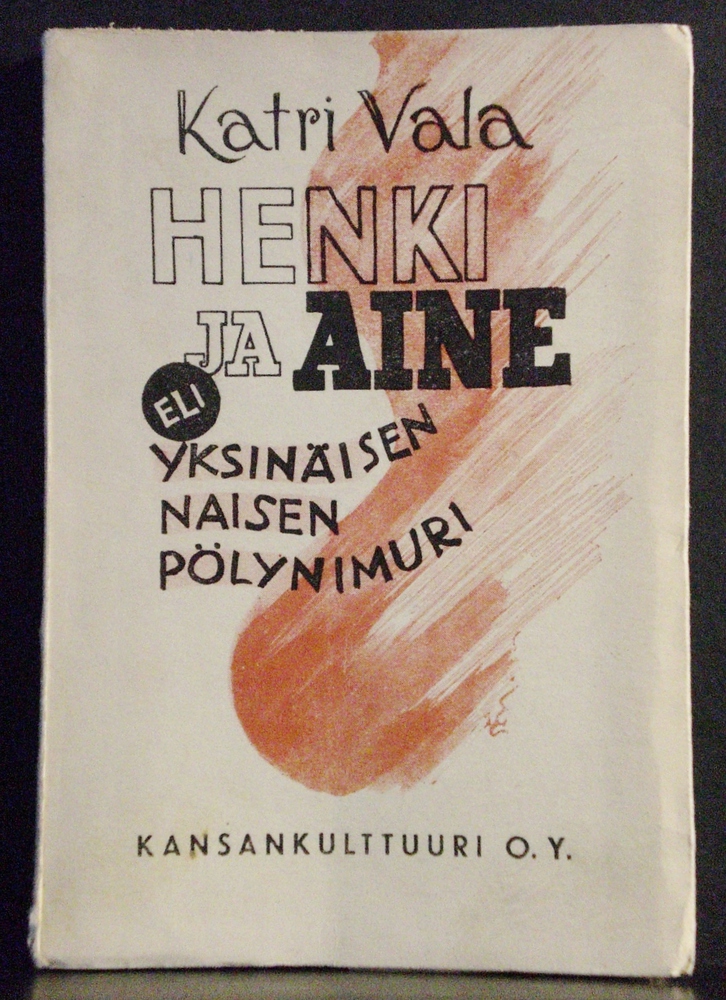 Katri Vala
HENKI
JA AINE
ELI
YKSINÄISEN
NAISEN
PÖLYNIMURI
KANSANKULTTUURI O.Y.